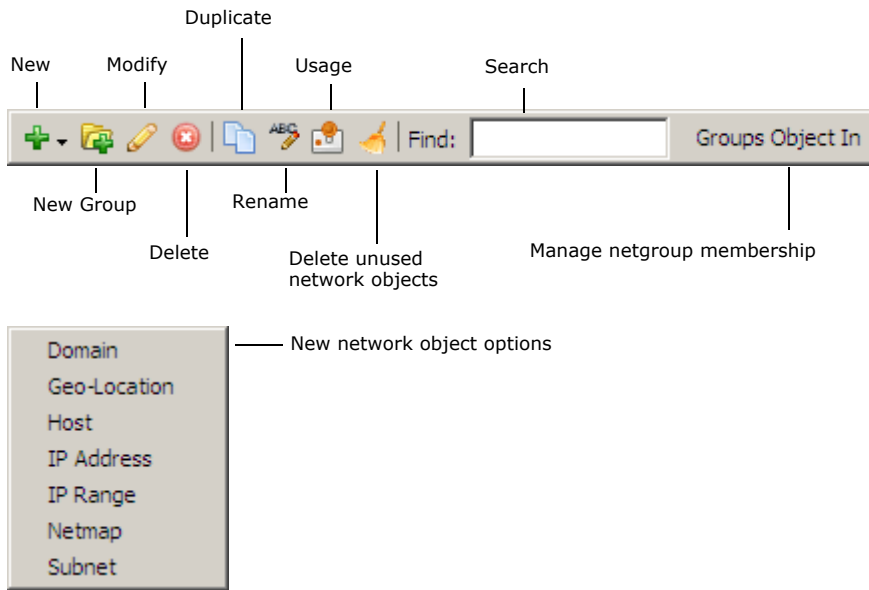 Duplicate
New
Modify
Usage
Search
ABC
Find:
Groups Object In
New Group
Rename
Delete
Delete unused
network objects
Manage netgroup membership
Domain
New network object options
Geo-Location
Host
IP Address
IP Range
Netmap
Subnet